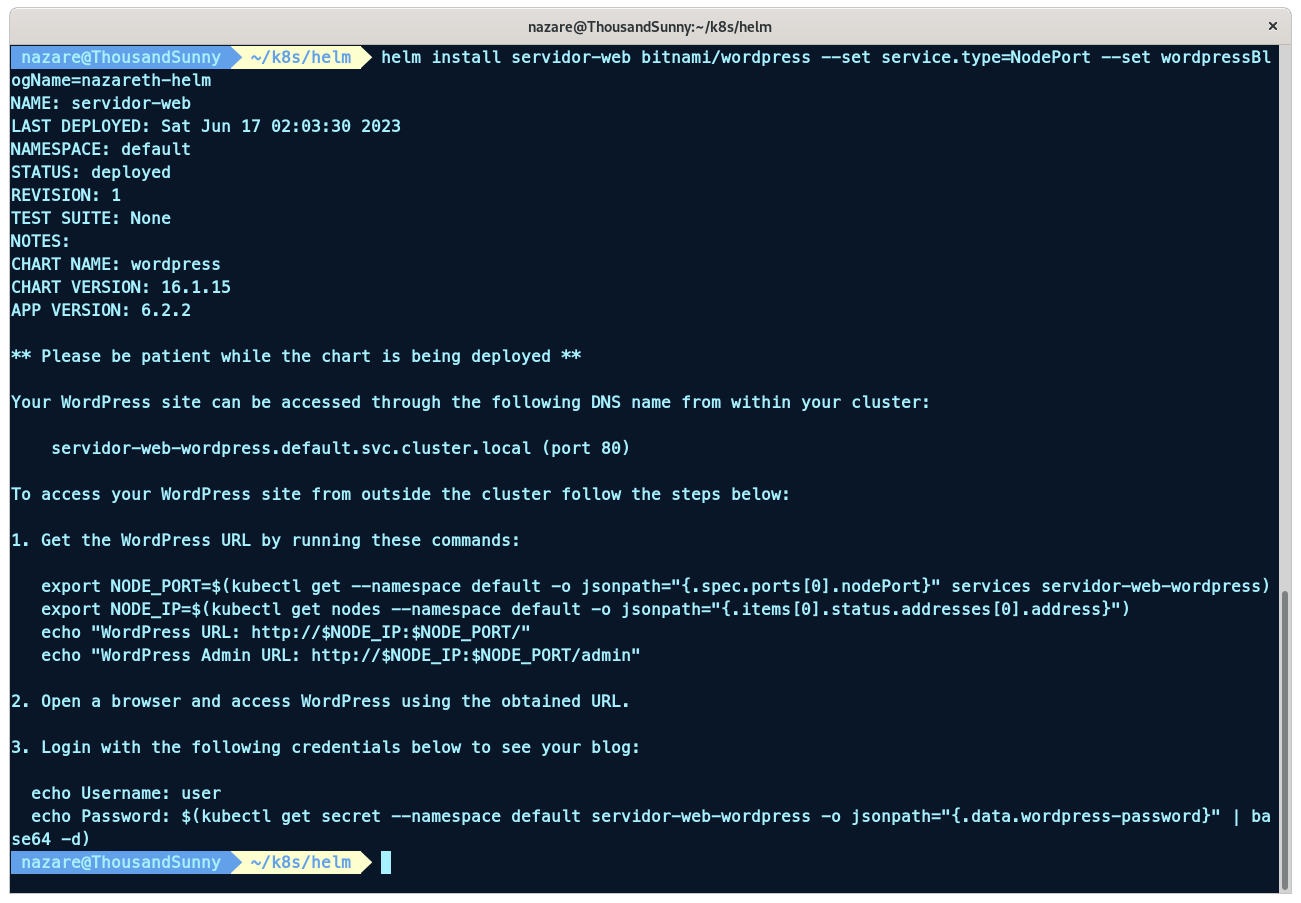 nazare@ThousandSunny:~/k8s/helm
nazare@ThousandSunny ~/k8s/helm helm install servidor-web bitnami/wordpress --set service.type=NodePort --set wordpressBl
ogName=nazareth-helm
NAME: servidor-web
LAST DEPLOYED: Sat Jun 17 02:03:30 2023
NAMESPACE: default
STATUS: deployed
REVISION: 1
TEST SUITE: None
NOTES:
CHART NAME: wordpress
CHART VERSION: 16.1.15
APP VERSION: 6.2.2

** Please be patient while the chart is being deployed **

Your WordPress site can be accessed through the following DNS name from within your cluster:

    servidor-web-wordpress.default.svc.cluster.local (port 80)

To access your WordPress site from outside the cluster follow the steps below:

1. Get the WordPress URL by running these commands:

   export NODE_PORT=$(kubectl get --namespace default -o jsonpath="{.spec.ports[0].nodePort}" services servidor-web-wordpress)
   export NODE_IP=$(kubectl get nodes --namespace default -o jsonpath="{.items[0].status.addresses[0].address}")
   echo "WordPress URL: http://$NODE_IP:$NODE_PORT/"
   echo "WordPress Admin URL: http://$NODE_IP:$NODE_PORT/admin"

2. Open a browser and access WordPress using the obtained URL.

3. Login with the following credentials below to see your blog:

  echo Username: user
  echo Password: $(kubectl get secret --namespace default servidor-web-wordpress -o jsonpath="{.data.wordpress-password}" | ba
se64 -d)
nazare@ThousandSunny ~/k8s/helm